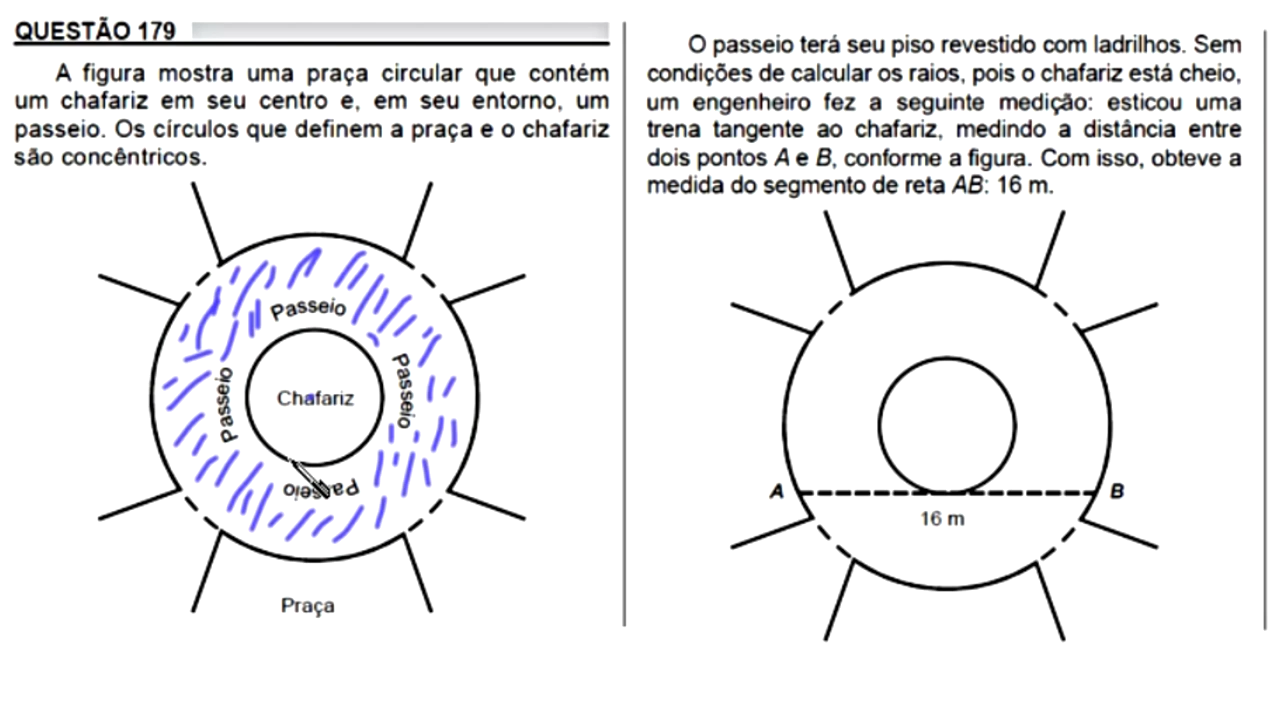 QUESTÃO 179
A figura mostra uma praça circular que contém
um chafariz em seu centro e, em seu entorno, um
passeio. Os círculos que definem a praça e o chafariz
são concêntricos.
Passeio
Passeio
Chafariz
Passeio
Passeio
Praça
O passeio terá seu piso revestido com ladrilhos. Sem
condições de calcular os raios, pois o chafariz está cheio,
um engenheiro fez a seguinte medição: esticou uma
trena tangente ao chafariz, medindo a distância entre
dois pontos A e B, conforme a figura. Com isso, obteve a
medida do segmento de reta AB: 16 m.
A
B
16 m